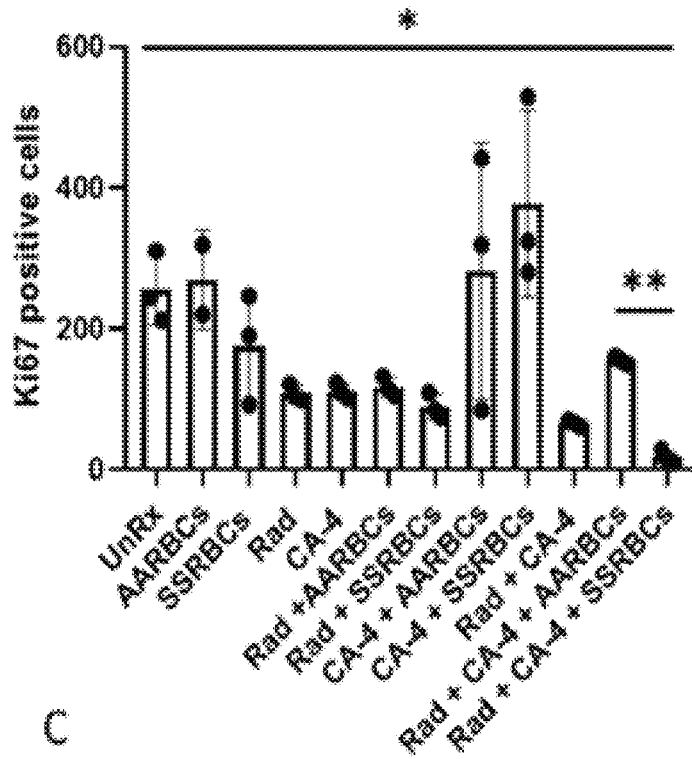 *
600
400
200
0
Ki67 positive cells
**
UnRx
AARBCs
SSRBCs
Rad
CA-4
Rad +AARBCs
Rad + SSRBCs
CA-4 + AARBCs
CA-4 + SSRBCs
Rad + CA-4
Rad + CA-4 + AARBCs
Rad + CA-4 + SSRBCs
C